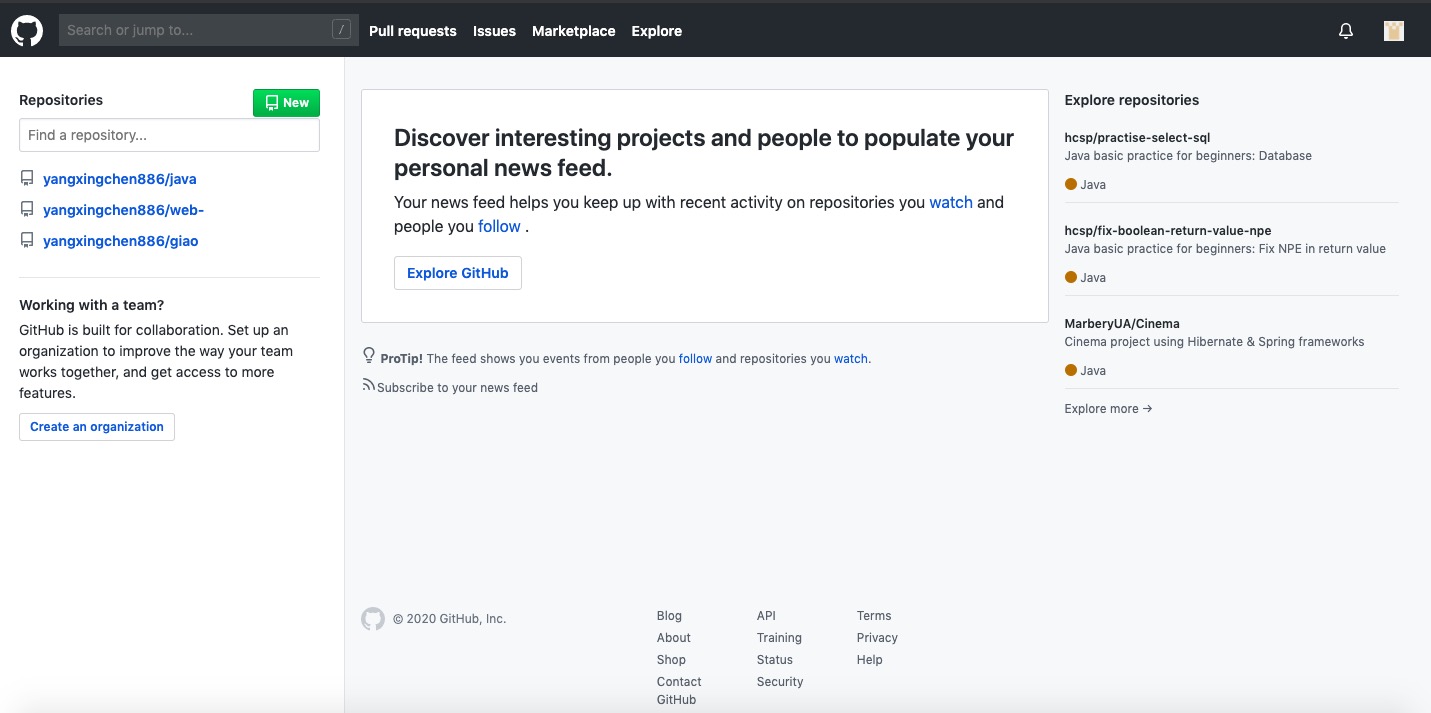 Search or jump to...
/
Pull requests
Issues
Marketplace
Explore
Repositories
New
Find a repository...
yangxingchen886/java
yangxingchen886/web-
yangxingchen886/giao
Working with a team?
GitHub is built for collaboration. Set up an
organization to improve the way your team
works together, and get access to more
features.
Create an organization
Discover interesting projects and people to populate your
personal news feed.
Your news feed helps you keep up with recent activity on repositories you watch and
people you follow .
Explore GitHub
ProTip! The feed shows you events from people you follow and repositories you watch.
Subscribe to your news feed
Explore repositories
hcsp/practise-select-sql
Java basic practice for beginners: Database
Java
hcsp/fix-boolean-return-value-npe
Java basic practice for beginners: Fix NPE in return value
Java
MarberyUA/Cinema
Cinema project using Hibernate & Spring frameworks
Java
Explore more →
© 2020 GitHub, Inc.
Blog
About
Shop
Contact
GitHub
API
Training
Status
Security
Terms
Privacy
Help